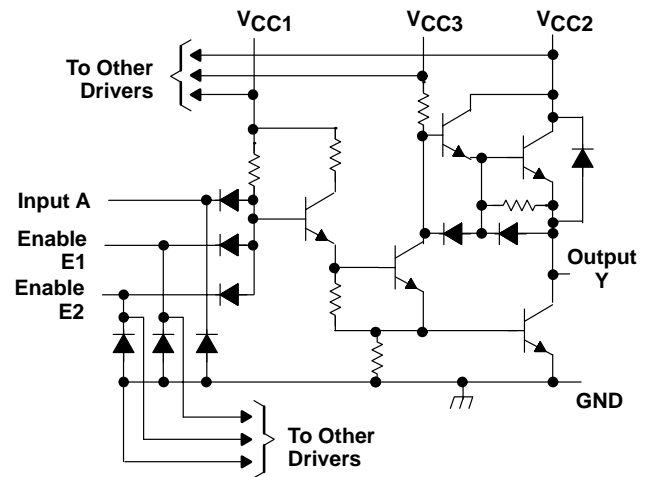 VCC1
VCC3
VCC2
To Other
Drivers
Input A
Enable
E1
Enable
E2
Output
Y
GND
To Other
Drivers